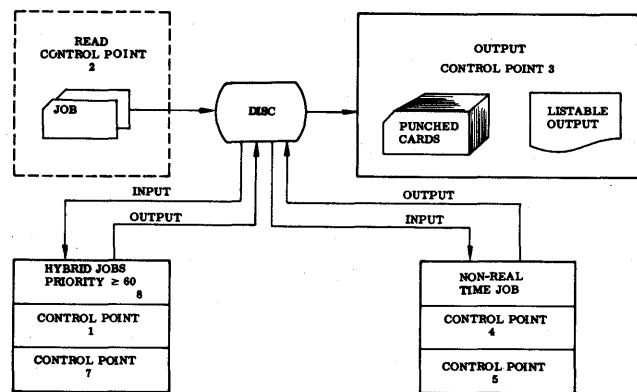 READ
CONTROL POINT
2
JOB
DISC
OUTPUT
CONTROL POINT 3
PUNCHED
CARDS
LISTABLE
OUTPUT
INPUT
OUTPUT
OUTPUT
INPUT
HYBRID JOBS
PRIORITY ≥ 60
8
CONTROL POINT
1
CONTROL POINT
7
NON-REAL
TIME JOB
CONTROL POINT
4
CONTROL POINT
5